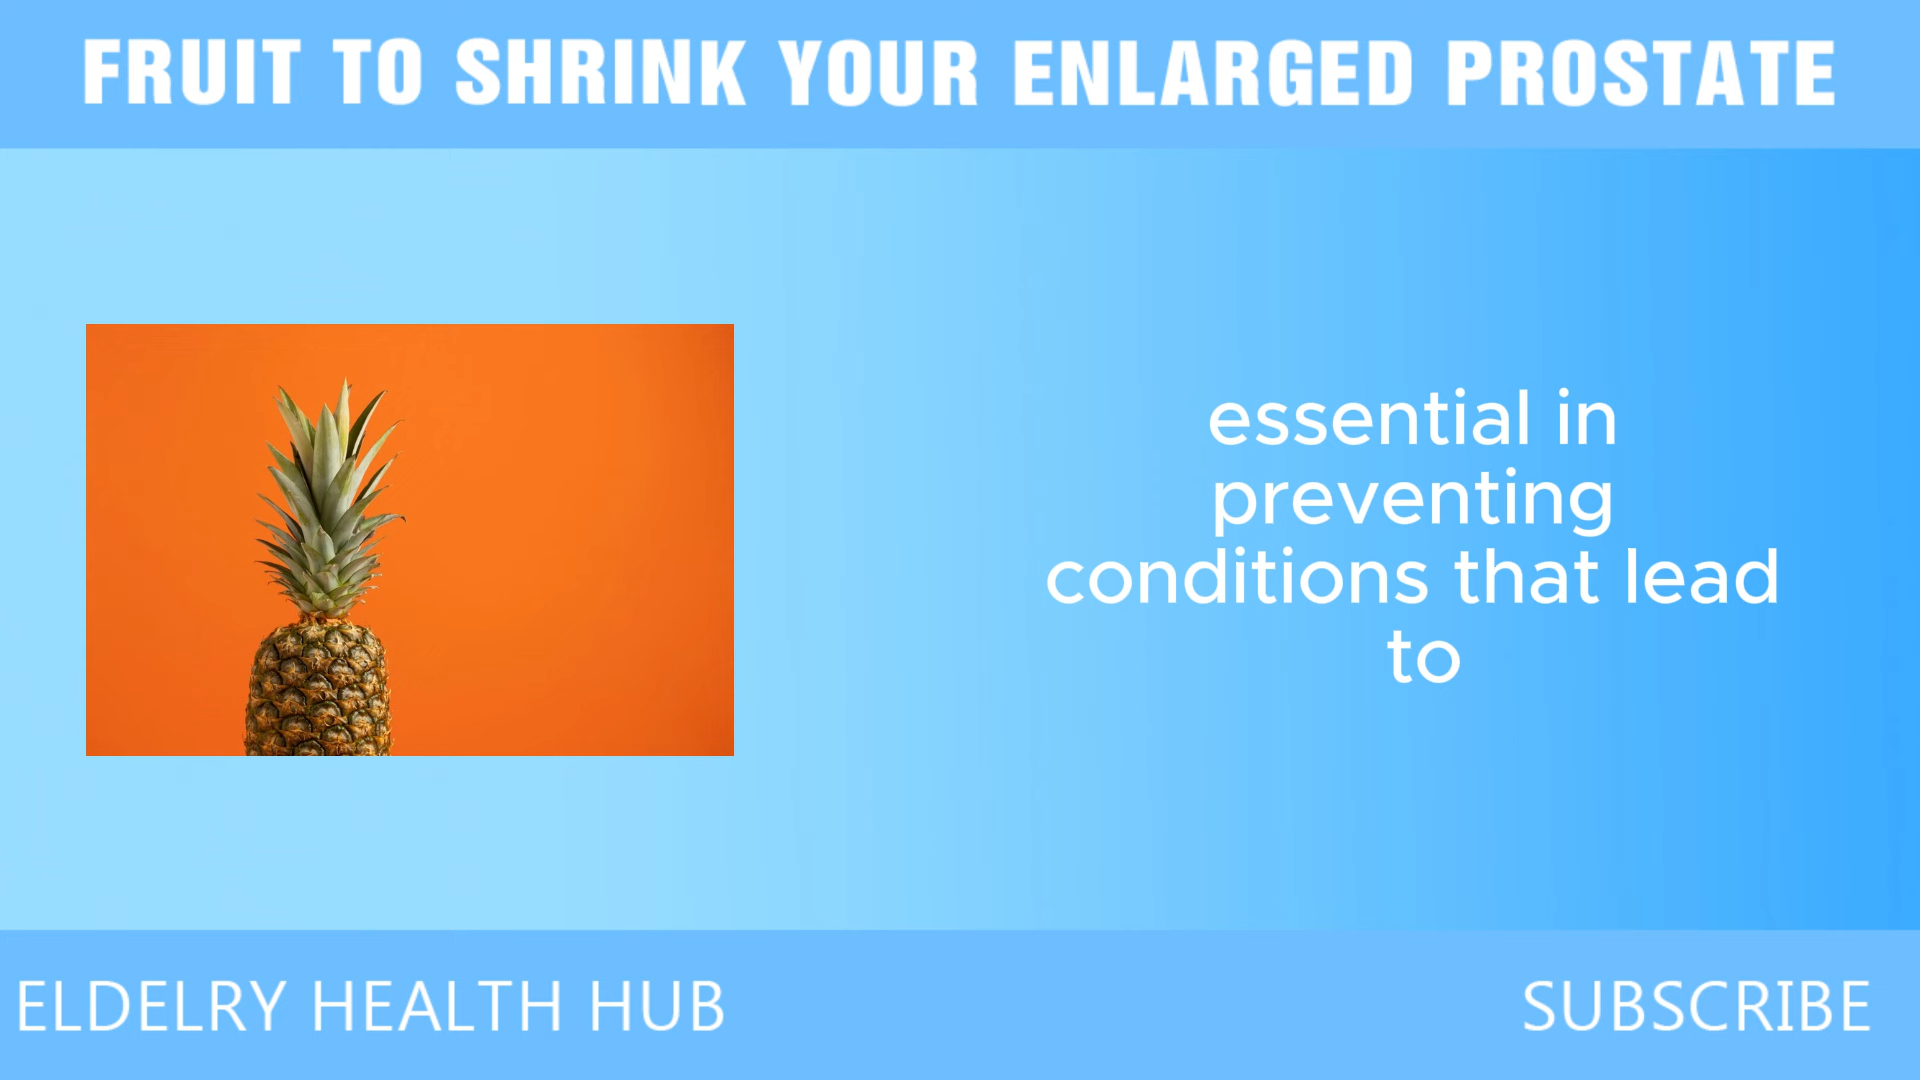 FRUIT TO SHRINK YOUR ENLARGED PROSTATE
essential in
preventing
conditions that lead
to
ELDELRY HEALTH HUB
SUBSCRIBE